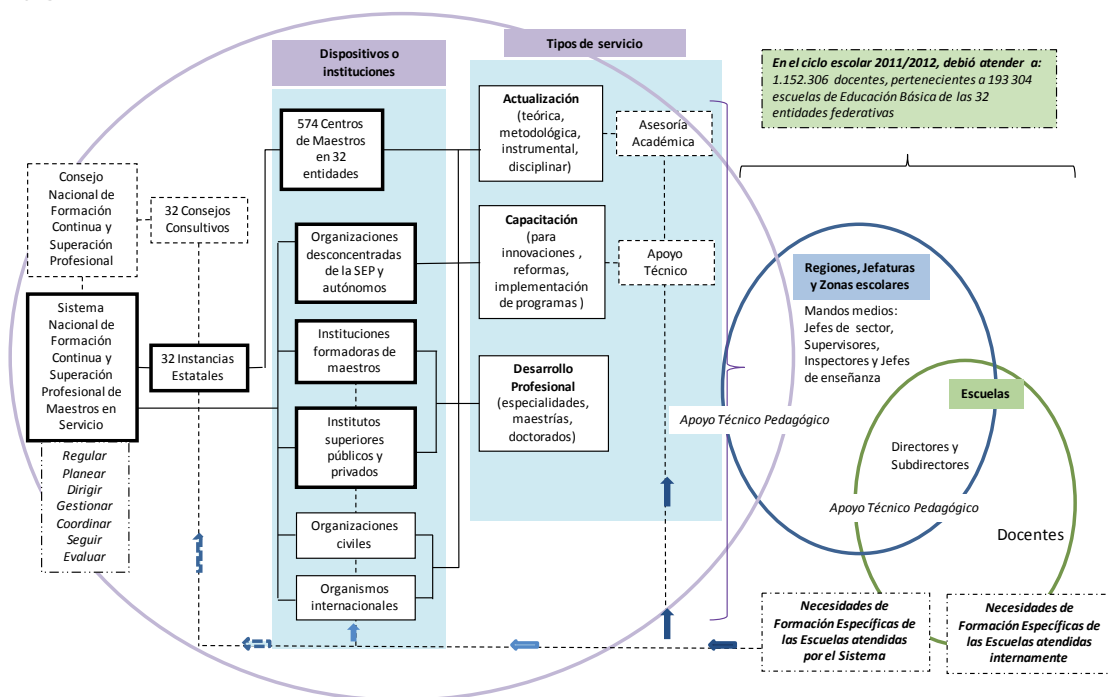 Dispositivos o
instituciones
Tipos de servicio
En el ciclo escolar 2011/2012, debió atender a:
1.152.306 docentes, pertenecientes a 193 304
escuelas de Educación Básica de las 32
entidades federativas
574 Centros
de Maestros
en 32
entidades
Actualización
(teórica,
metodológica,
instrumental,
disciplinar)
Asesoría
Académica
Consejo
Nacional de
Formación
Continua y
Superación
Profesional
32 Consejos
Consultivos
Organizaciones
desconcentradas
de la SEP y
autónomos
Capacitación
(para
innovaciones ,
reformas,
implementación
de programas )
Apoyo
Técnico
Regiones, Jefaturas
y Zonas escolares
Mandos medios:
Jefes de sector,
Supervisores,
Inspectores y Jefes
de enseñanza
Sistema
Nacional de
Formación
Continua y
Superación
Profesional de
Maestros en
Servicio
32 Instancias
Estatales
Instituciones
formadoras de
maestros
Desarrollo
Profesional
(especialidades,
maestrías,
doctorados)
Institutos
superiores
públicos y
privados
Apoyo Técnico Pedagógico
Escuelas
Directores y
Subdirectores
Apoyo Técnico Pedagógico
Docentes
Regular
Planear
Dirigir
Gestionar
Coordinar
Seguir
Evaluar
Organizaciones
civiles
Organismos
internacionales
Necesidades de
Formación Específicas de
las Escuelas atendidas
por el Sistema
Necesidades de
Formación Específicas de
las Escuelas atendidas
internamente